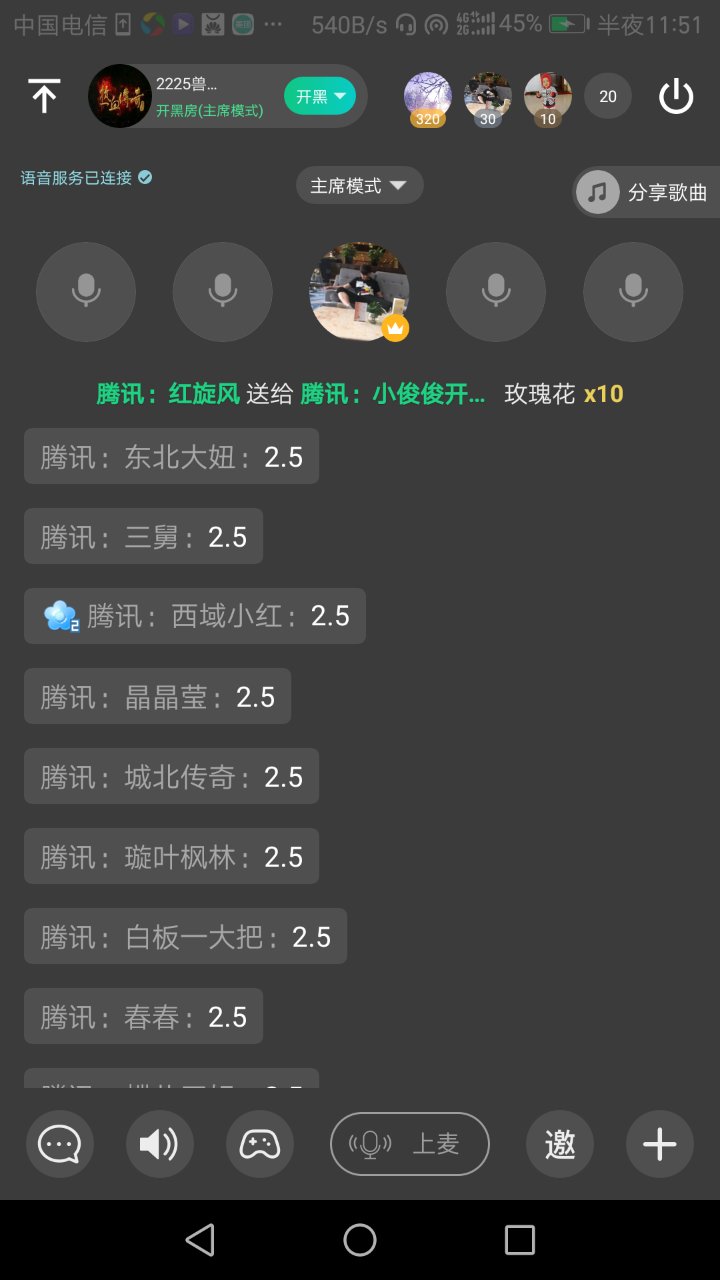 中国电信 540B/s 4G 2G 45% 半夜11:51
2225兽...
开黑房(主席模式)
开黑
320
30
10
20
语音服务已连接
主席模式
分享歌曲
腾讯：红旋风 送给 腾讯：小俊俊开... 玫瑰花 x10
腾讯：东北大妞：2.5
腾讯：三舅：2.5
2 腾讯：西域小红：2.5
腾讯：晶晶莹：2.5
腾讯：城北传奇：2.5
腾讯：璇叶枫林：2.5
腾讯：白板一大把：2.5
腾讯：春春：2.5
上麦
邀